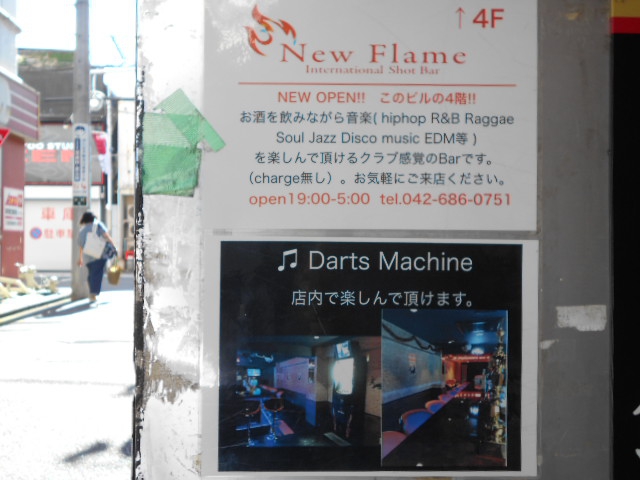 ↑4F
New Flame
International Shot Bar
NEW OPEN!! このビルの4階!!
お酒を飲みながら音楽( hiphop R&B Raggae
Soul Jazz Disco music EDM等 )
を楽しんで頂けるクラブ感覚のBarです。
（charge無し）。お気軽にご来店ください。
open19:00-5:00 tel.042-686-0751
♫ Darts Machine
店内で楽しんで頂けます。
車庫
駐車